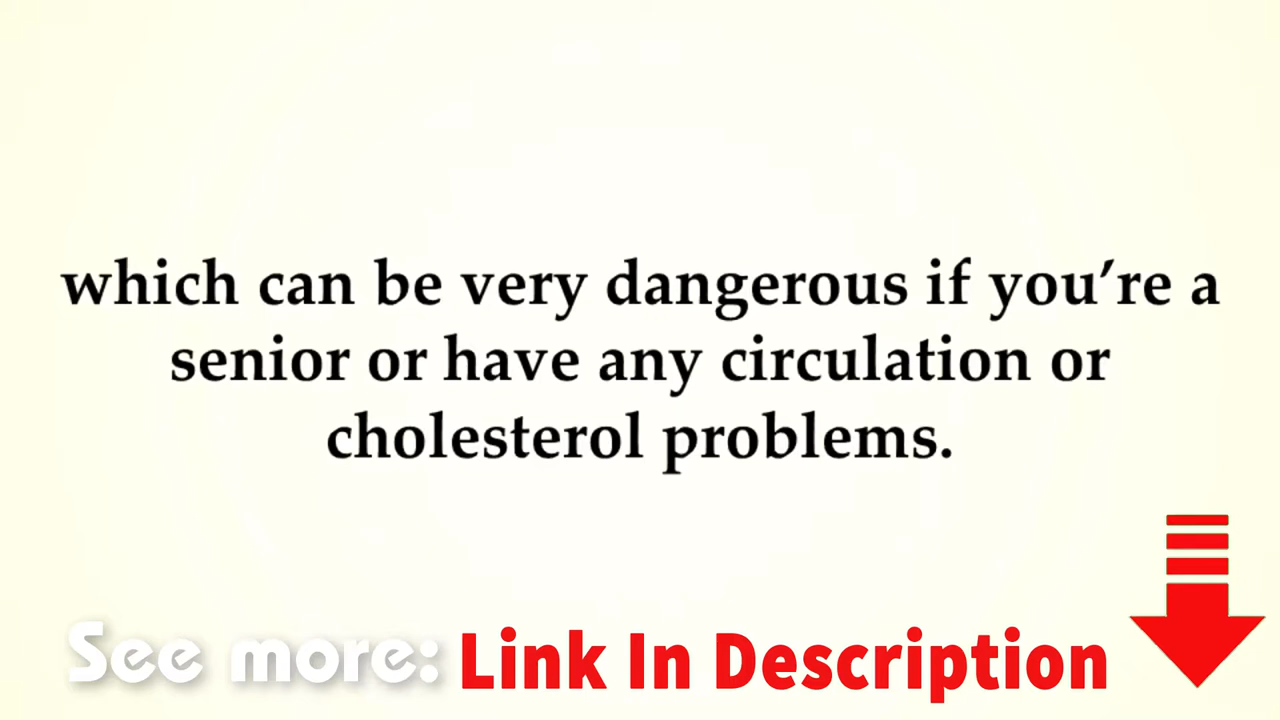 which can be very dangerous if you’re a
senior or have any circulation or
cholesterol problems.
See more: Link In Description